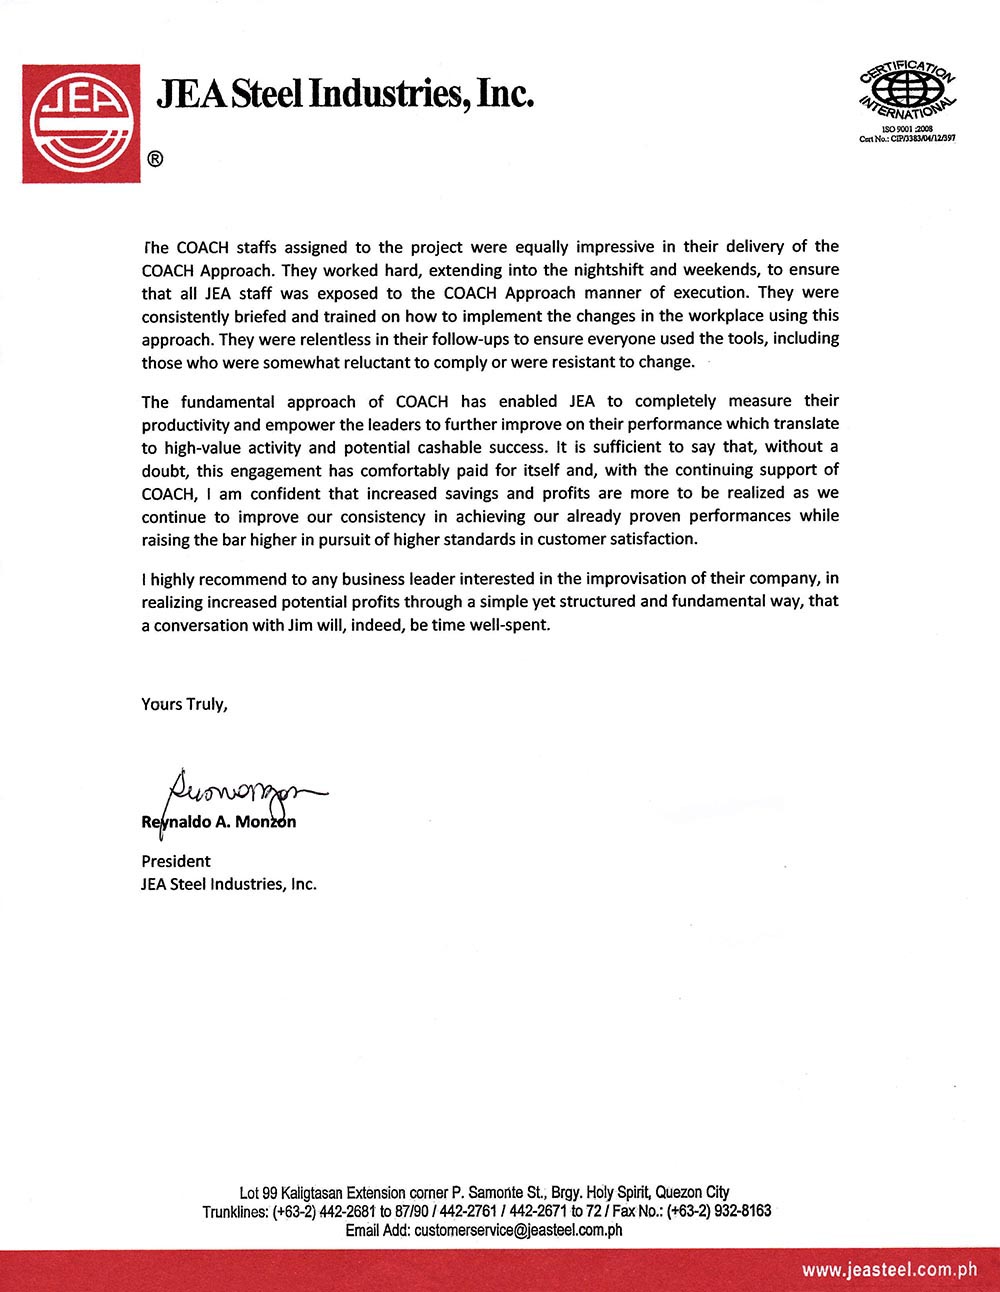 JEA
®
JEA Steel Industries, Inc.
CERTIFICATION
INTERNATIONAL
ISO 9001 :2008
Cert No.: CIP/3383/04/12/397
The COACH staffs assigned to the project were equally impressive in their delivery of the
COACH Approach. They worked hard, extending into the nightshift and weekends, to ensure
that all JEA staff was exposed to the COACH Approach manner of execution. They were
consistently briefed and trained on how to implement the changes in the workplace using this
approach. They were relentless in their follow-ups to ensure everyone used the tools, including
those who were somewhat reluctant to comply or were resistant to change.
The fundamental approach of COACH has enabled JEA to completely measure their
productivity and empower the leaders to further improve on their performance which translate
to high-value activity and potential cashable success. It is sufficient to say that, without a
doubt, this engagement has comfortably paid for itself and, with the continuing support of
COACH, I am confident that increased savings and profits are more to be realized as we
continue to improve our consistency in achieving our already proven performances while
raising the bar higher in pursuit of higher standards in customer satisfaction.
I highly recommend to any business leader interested in the improvisation of their company, in
realizing increased potential profits through a simple yet structured and fundamental way, that
a conversation with Jim will, indeed, be time well-spent.
Yours Truly,
Reynaldo A. Monzon
President
JEA Steel Industries, Inc.
Lot 99 Kaligtasan Extension corner P. Samonte St., Brgy. Holy Spirit, Quezon City
Trunklines: (+63-2) 442-2681 to 87/90 / 442-2761 / 442-2671 to 72 / Fax No.: (+63-2) 932-8163
Email Add: customerservice@jeasteel.com.ph
www.jeasteel.com.ph